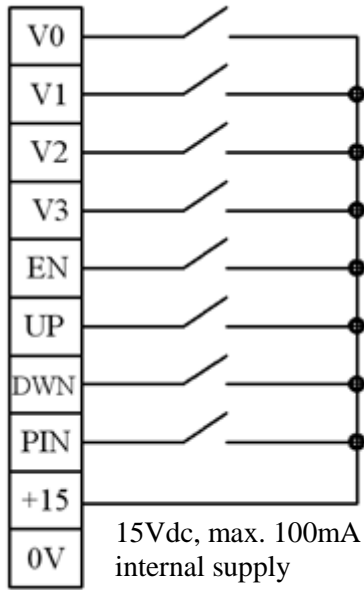 V0
V1
V2
V3
EN
UP
DWN
PIN
+15
0V
15Vdc, max. 100mA
internal supply